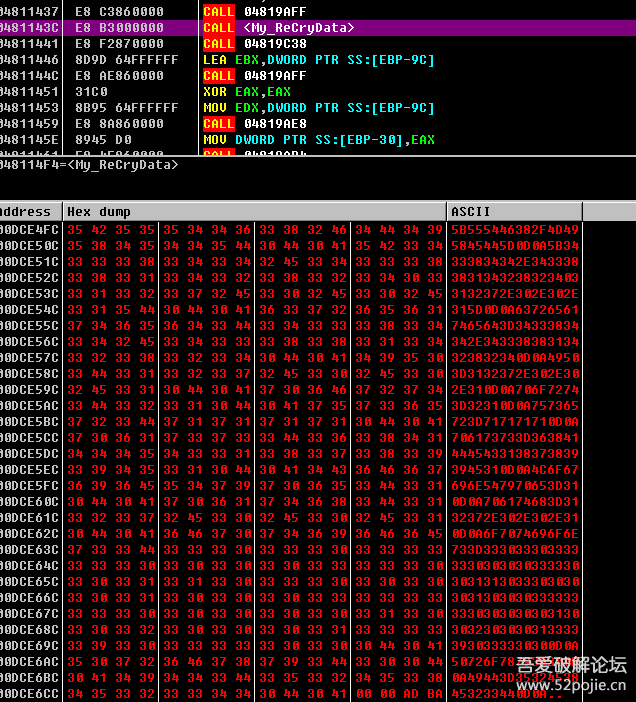 04811437 E8 C3860000 CALL 04819AFF
0481143C E8 B3000000 CALL <My_ReCryData>
04811441 E8 F2870000 CALL 04819C38
04811446 8D9D 64FFFFFF LEA EBX,DWORD PTR SS:[EBP-9C]
0481144C E8 AE860000 CALL 04819AFF
04811451 31C0 XOR EAX,EAX
04811453 8B95 64FFFFFF MOV EDX,DWORD PTR SS:[EBP-9C]
04811459 E8 8A860000 CALL 04819AE8
0481145E 8945 D0 MOV DWORD PTR SS:[EBP-30],EAX
048114F4=<My_ReCryData>
Address Hex dump ASCII
00DCE4FC 35 42 35 35 35 34 34 36 33 38 32 46 34 44 34 39 5B555446382F4D49
00DCE50C 35 38 34 35 34 34 35 44 30 44 30 41 35 42 33 34 5845445D0D0A5B34
00DCE51C 33 33 33 38 33 34 33 34 32 45 33 34 33 33 33 38 333834342E343338
00DCE52C 33 38 33 31 33 34 33 32 33 38 33 32 33 34 30 33 3831343238323403
00DCE53C 33 31 33 32 33 37 32 45 33 30 32 45 33 30 32 45 3132372E302E302E
00DCE54C 33 31 35 44 30 44 30 41 36 33 37 32 36 35 36 31 315D0D0A63726561
00DCE55C 37 34 36 35 36 34 33 44 33 34 33 33 33 38 33 34 7465643D34333834
00DCE56C 33 34 32 45 33 34 33 33 33 38 33 38 33 31 33 34 342E343338383134
00DCE57C 33 32 33 38 33 32 33 34 30 44 30 41 34 39 35 30 323832340D0A4950
00DCE58C 33 44 33 31 33 32 33 37 32 45 33 30 32 45 33 30 3D3132372E302E30
00DCE59C 32 45 33 31 30 44 30 41 37 30 36 46 37 32 37 34 2E310D0A706F7274
00DCE5AC 33 44 33 32 33 31 30 44 30 41 37 35 37 33 36 35 3D32310D0A757365
00DCE5BC 37 32 33 44 37 31 37 31 37 31 37 31 30 44 30 41 723D717171710D0A
00DCE5CC 37 30 36 31 37 33 37 33 33 44 33 36 33 38 34 31 706173733D363841
00DCE5DC 34 34 34 35 34 33 33 31 33 38 33 37 33 38 33 39 4445433138373839
00DCE5EC 33 39 34 35 33 31 30 44 30 41 34 43 36 46 36 37 3945310D0A4C6F67
00DCE5FC 36 39 36 45 35 34 37 39 37 30 36 35 33 44 33 31 696E547970653D31
00DCE60C 30 44 30 41 37 30 36 31 37 34 36 38 33 44 33 31 0D0A706174683D31
00DCE61C 33 32 33 37 32 45 33 30 32 45 33 30 32 45 33 31 32372E302E302E31
00DCE62C 30 44 30 41 36 46 37 30 37 34 36 39 36 46 36 45 0D0A6F7074696F6E
00DCE63C 37 33 33 44 33 33 33 30 33 33 33 30 33 33 33 33 733D333033303333
00DCE64C 33 33 33 30 33 30 33 30 33 30 33 33 33 33 33 30 3330303030333330
00DCE65C 33 30 33 31 33 31 33 30 33 33 33 30 33 30 33 30 3031313033303030
00DCE66C 33 30 33 31 33 30 33 30 33 30 33 33 33 33 33 33 3031303030333333
00DCE67C 33 33 33 30 33 30 33 30 33 30 33 30 33 31 33 30 3330303030303130
00DCE68C 33 30 33 32 33 30 33 30 33 30 33 31 33 33 33 33 3032303030313333
00DCE69C 33 39 33 30 33 33 33 33 33 30 33 30 30 44 30 41 3930333330300D0A
00DCE6AC 35 30 37 32 36 46 37 38 37 39 33 44 33 30 30 44
00DCE6BC 30 41 34 39 34 34 33 44 33 35 33 32 34 35 33 38 0A49443D35324538
00DCE6CC 34 35 33 32 33 33 34 34 30 44 30 41 00 00 AD BA 453233440D0A..
吾爱破解论坛
www.52pojie.cn